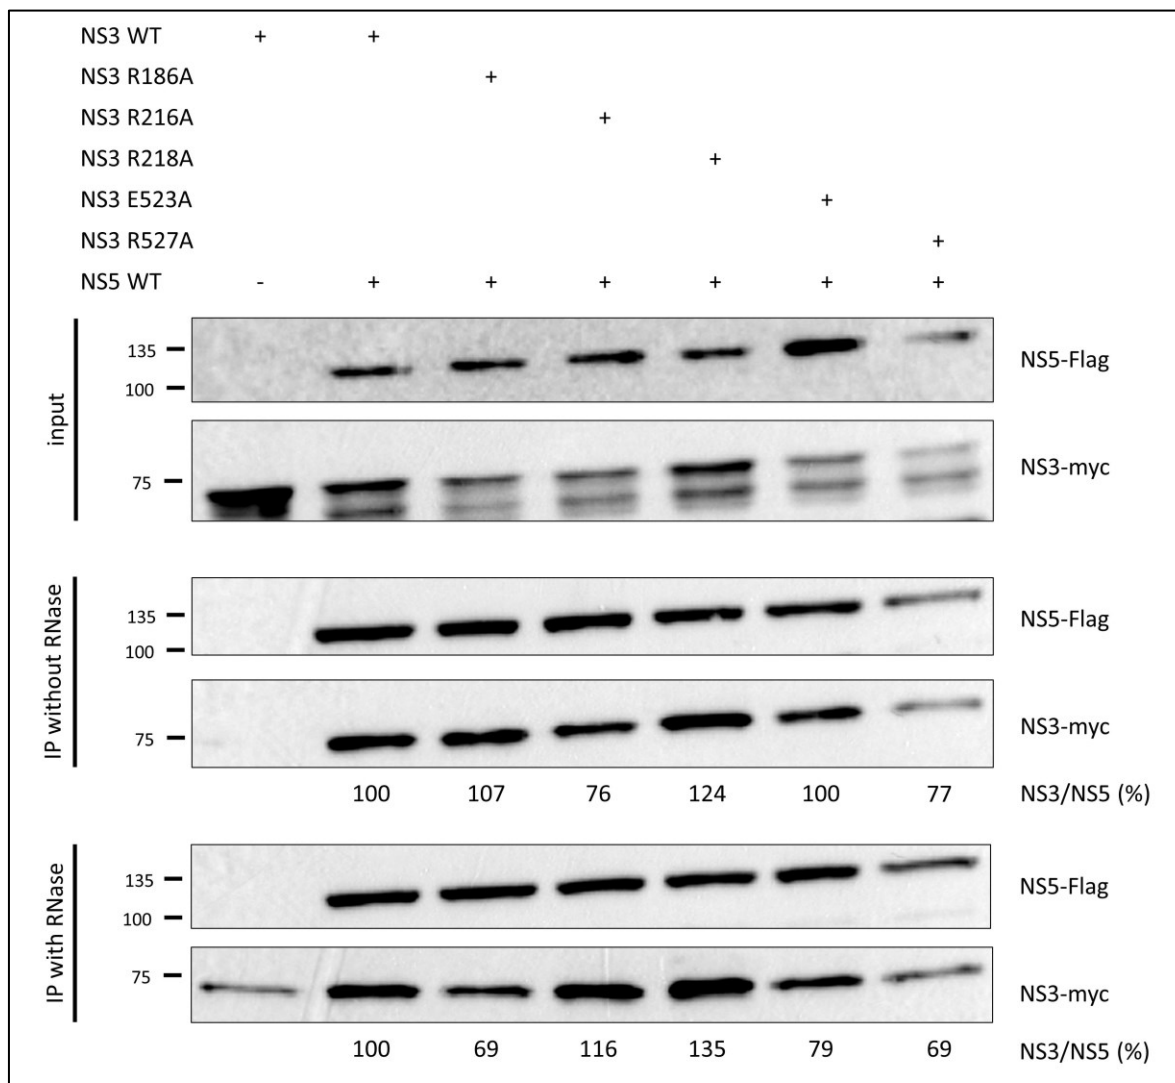 NS3 WT + +
NS3 R186A +
NS3 R216A +
NS3 R218A +
NS3 E523A +
NS3 R527A +
NS5 WT - + + + + + +
input
135
100
NS5-Flag
75
NS3-myc
IP without RNase
135
100
NS5-Flag
75
NS3-myc
100 107 76 124 100 77 NS3/NS5 (%)
IP with RNase
135
100
NS5-Flag
75
NS3-myc
100 69 116 135 79 69 NS3/NS5 (%)